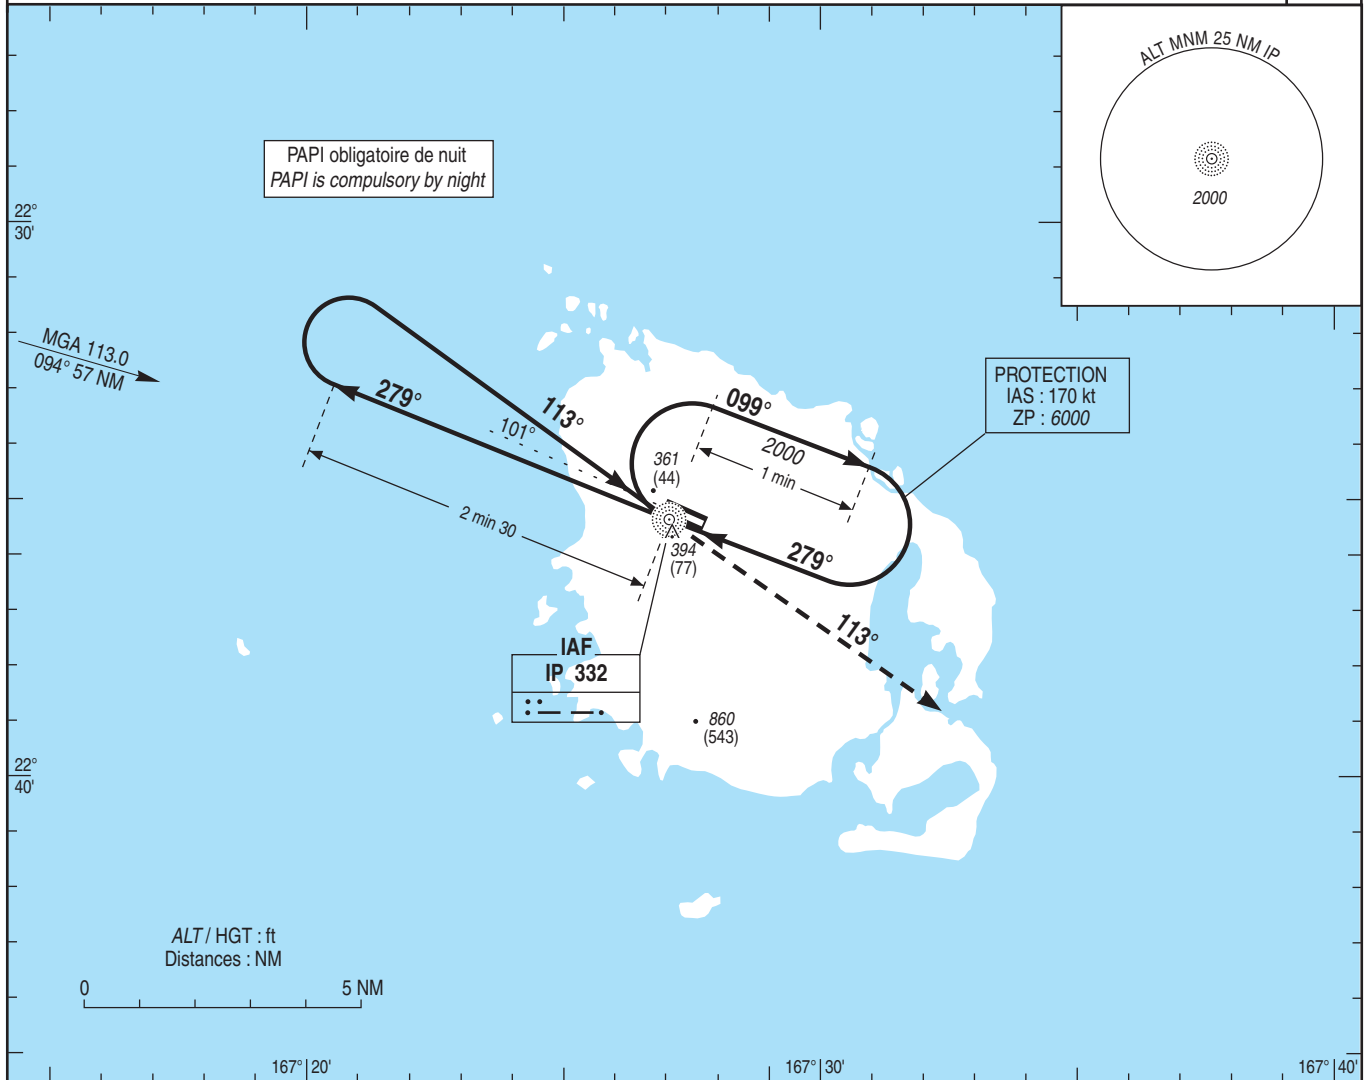 ALT MNM 25 NM IP
2000
PAPI obligatoire de nuit
PAPI is compulsory by night
22°
30'
MGA 113.0
094° 57 NM
279°
113°
101°
2 min 30
099°
2000
1 min
279°
361
(44)
394
(77)
PROTECTION
IAS : 170 kt
ZP : 6000
113°
IAF
IP 332
860
(543)
22°
40'
ALT / HGT : ft
Distances : NM
0
5 NM
167° 20'
167° 30'
167° 40'